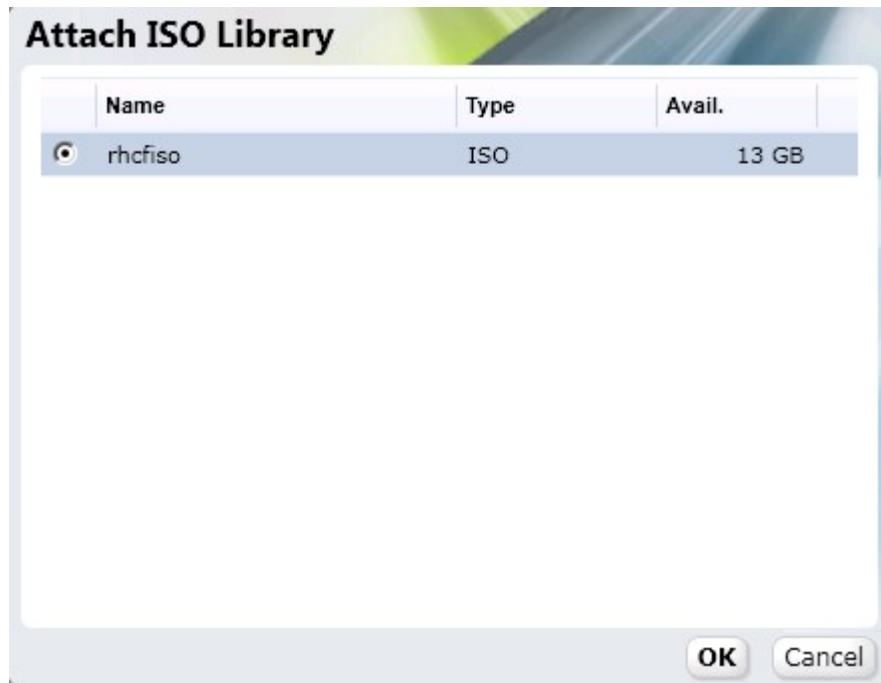 Attach ISO Library
Name Type Avail.
rhcfiso ISO 13 GB
OK Cancel